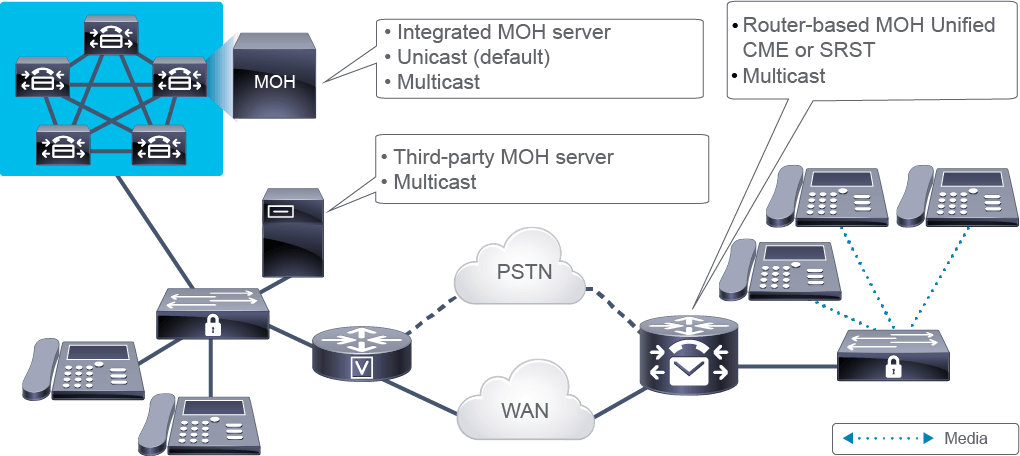 MOH
• Integrated MOH server
• Unicast (default)
• Multicast
• Router-based MOH Unified
CME or SRST
• Multicast
• Third-party MOH server
• Multicast
PSTN
V
WAN
Media